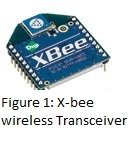 Digi
XBee
Figure 1: X-bee
wireless Transceiver